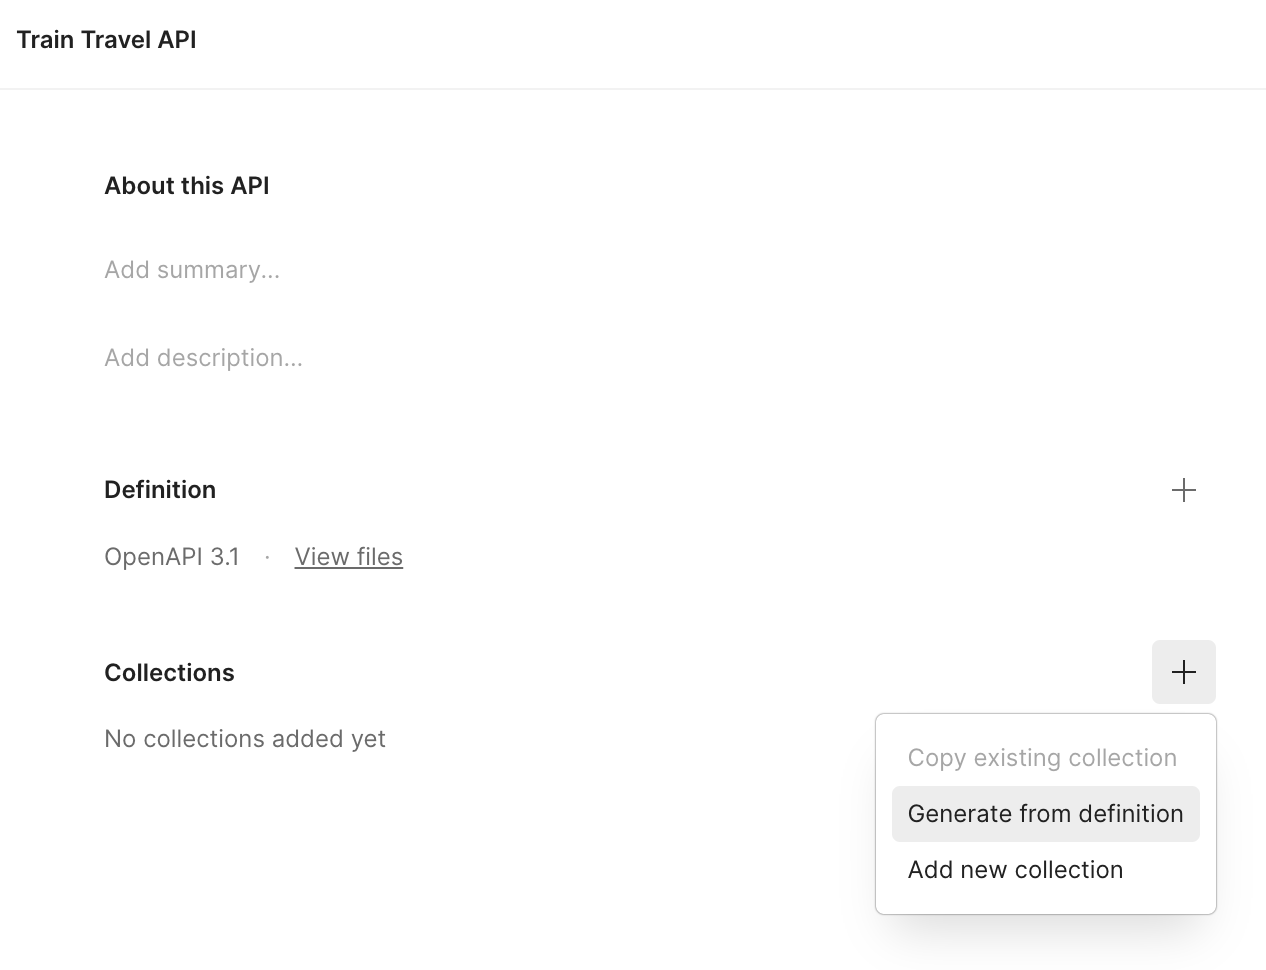 Train Travel API
About this API
Add summary...
Add description...
Definition
OpenAPI 3.1 · View files
Collections
No collections added yet
Copy existing collection
Generate from definition
Add new collection